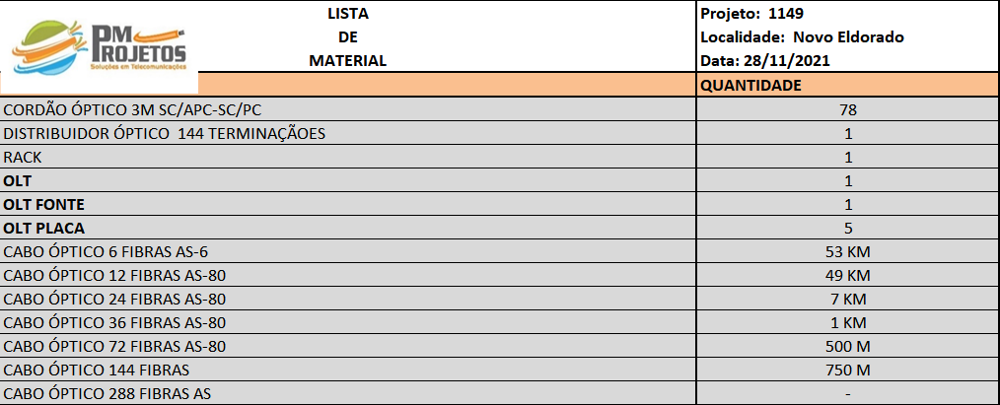 PM
PROJETOS
Soluções em Telecomunicações
LISTA
DE
MATERIAL
Projeto: 1149
Localidade: Novo Eldorado
Data: 28/11/2021
QUANTIDADE
CORDÃO ÓPTICO 3M SC/APC-SC/PC 78
DISTRIBUIDOR ÓPTICO 144 TERMINAÇÃOES 1
RACK 1
OLT 1
OLT FONTE 1
OLT PLACA 5
CABO ÓPTICO 6 FIBRAS AS-6 53 KM
CABO ÓPTICO 12 FIBRAS AS-80 49 KM
CABO ÓPTICO 24 FIBRAS AS-80 7 KM
CABO ÓPTICO 36 FIBRAS AS-80 1 KM
CABO ÓPTICO 72 FIBRAS AS-80 500 M
CABO ÓPTICO 144 FIBRAS 750 M
CABO ÓPTICO 288 FIBRAS AS -